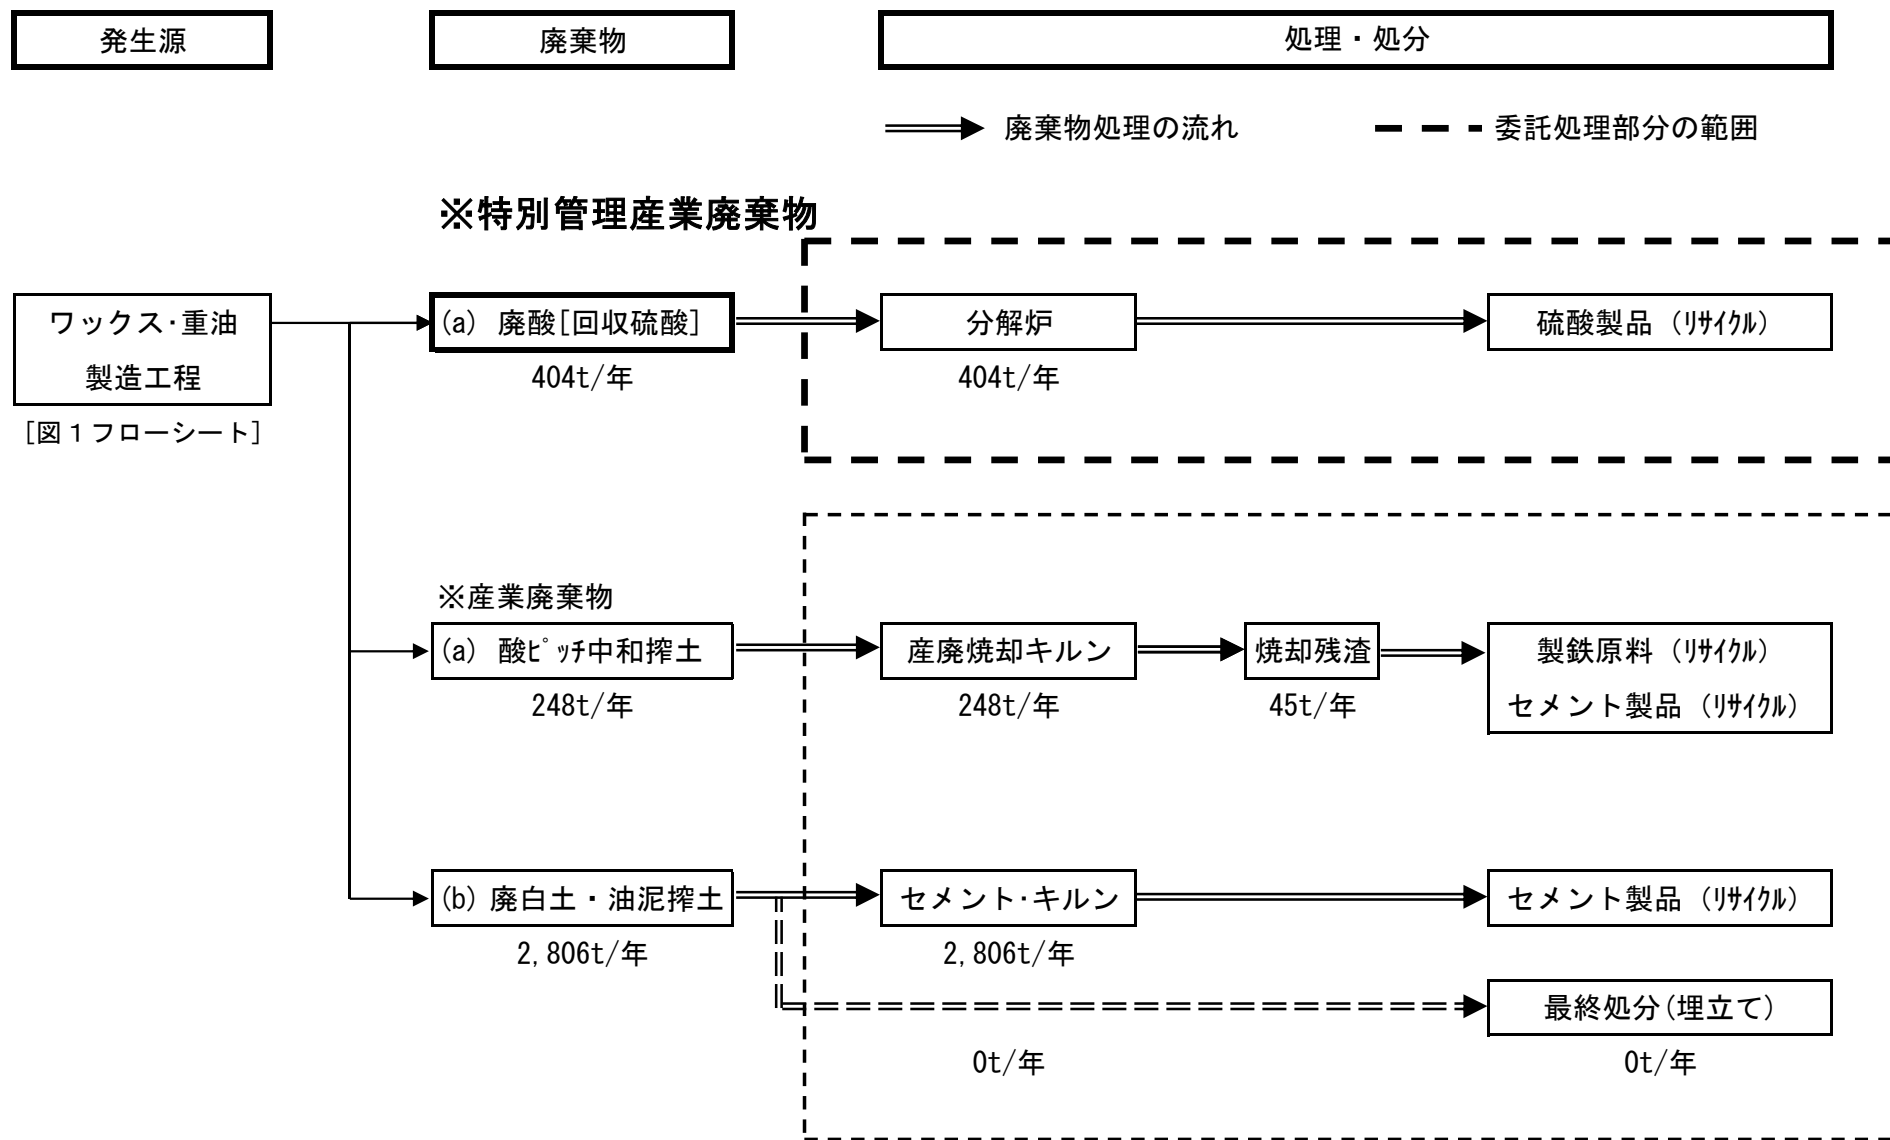 発生源
廃棄物
処理・処分
廃棄物処理の流れ
委託処理部分の範囲
※特別管理産業廃棄物
ワックス･重油
製造工程
[図１フローシート]
(a) 廃酸[回収硫酸]
404t/年
分解炉
404t/年
硫酸製品（ﾘｻｲｸﾙ）
※産業廃棄物
(a) 酸ﾋﾟｯﾁ中和搾土
248t/年
産廃焼却キルン
248t/年
焼却残渣
45t/年
製鉄原料（ﾘｻｲｸﾙ）
セメント製品（ﾘｻｲｸﾙ）
(b) 廃白土・油泥搾土
2,806t/年
セメント･キルン
2,806t/年
セメント製品（ﾘｻｲｸﾙ）
最終処分(埋立て)
0t/年
0t/年